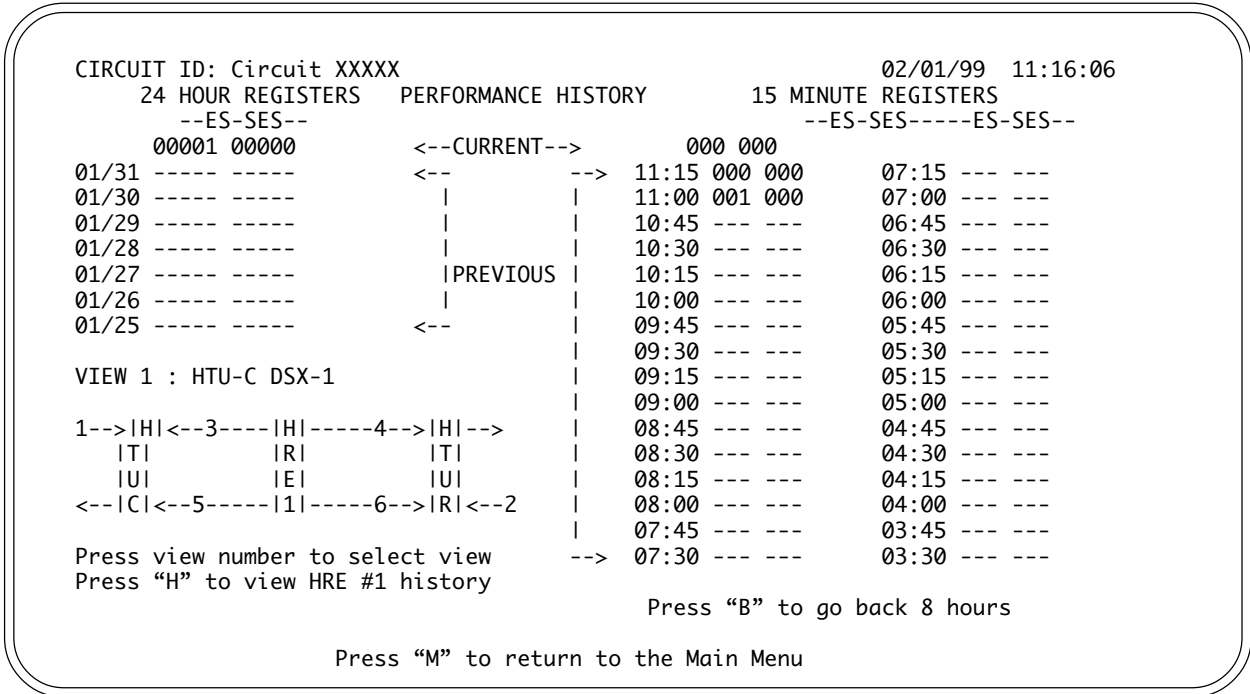 CIRCUIT ID: Circuit XXXXX                                           02/01/99  11:16:06
      24 HOUR REGISTERS   PERFORMANCE HISTORY          15 MINUTE REGISTERS
         --ES-SES--                                          --ES-SES-----ES-SES--
       00001 00000          <--CURRENT-->         000 000
01/31 ----- -----           <--         -->  11:15 000 000      07:15 --- ---
01/30 ----- -----             |          |   11:00 001 000      07:00 --- ---
01/29 ----- -----             |          |   10:45 --- ---      06:45 --- ---
01/28 ----- -----             |          |   10:30 --- ---      06:30 --- ---
01/27 ----- -----             |PREVIOUS |    10:15 --- ---      06:15 --- ---
01/26 ----- -----             |          |   10:00 --- ---      06:00 --- ---
01/25 ----- -----           <--          |   09:45 --- ---      05:45 --- ---
                                         |   09:30 --- ---      05:30 --- ---
VIEW 1 : HTU-C DSX-1                     |   09:15 --- ---      05:15 --- ---
                                         |   09:00 --- ---      05:00 --- ---
1-->|H|<--3----|H|-----4-->|H|-->        |   08:45 --- ---      04:45 --- ---
    |T|        |R|         |T|           |   08:30 --- ---      04:30 --- ---
    |U|        |E|         |U|           |   08:15 --- ---      04:15 --- ---
<--|C|<--5-----|1|-----6-->|R|<--2       |   08:00 --- ---      04:00 --- ---
                                         |   07:45 --- ---      03:45 --- ---
Press view number to select view        -->  07:30 --- ---      03:30 --- ---
Press “H” to view HRE #1 history
                                              Press “B” to go back 8 hours
                    Press “M” to return to the Main Menu